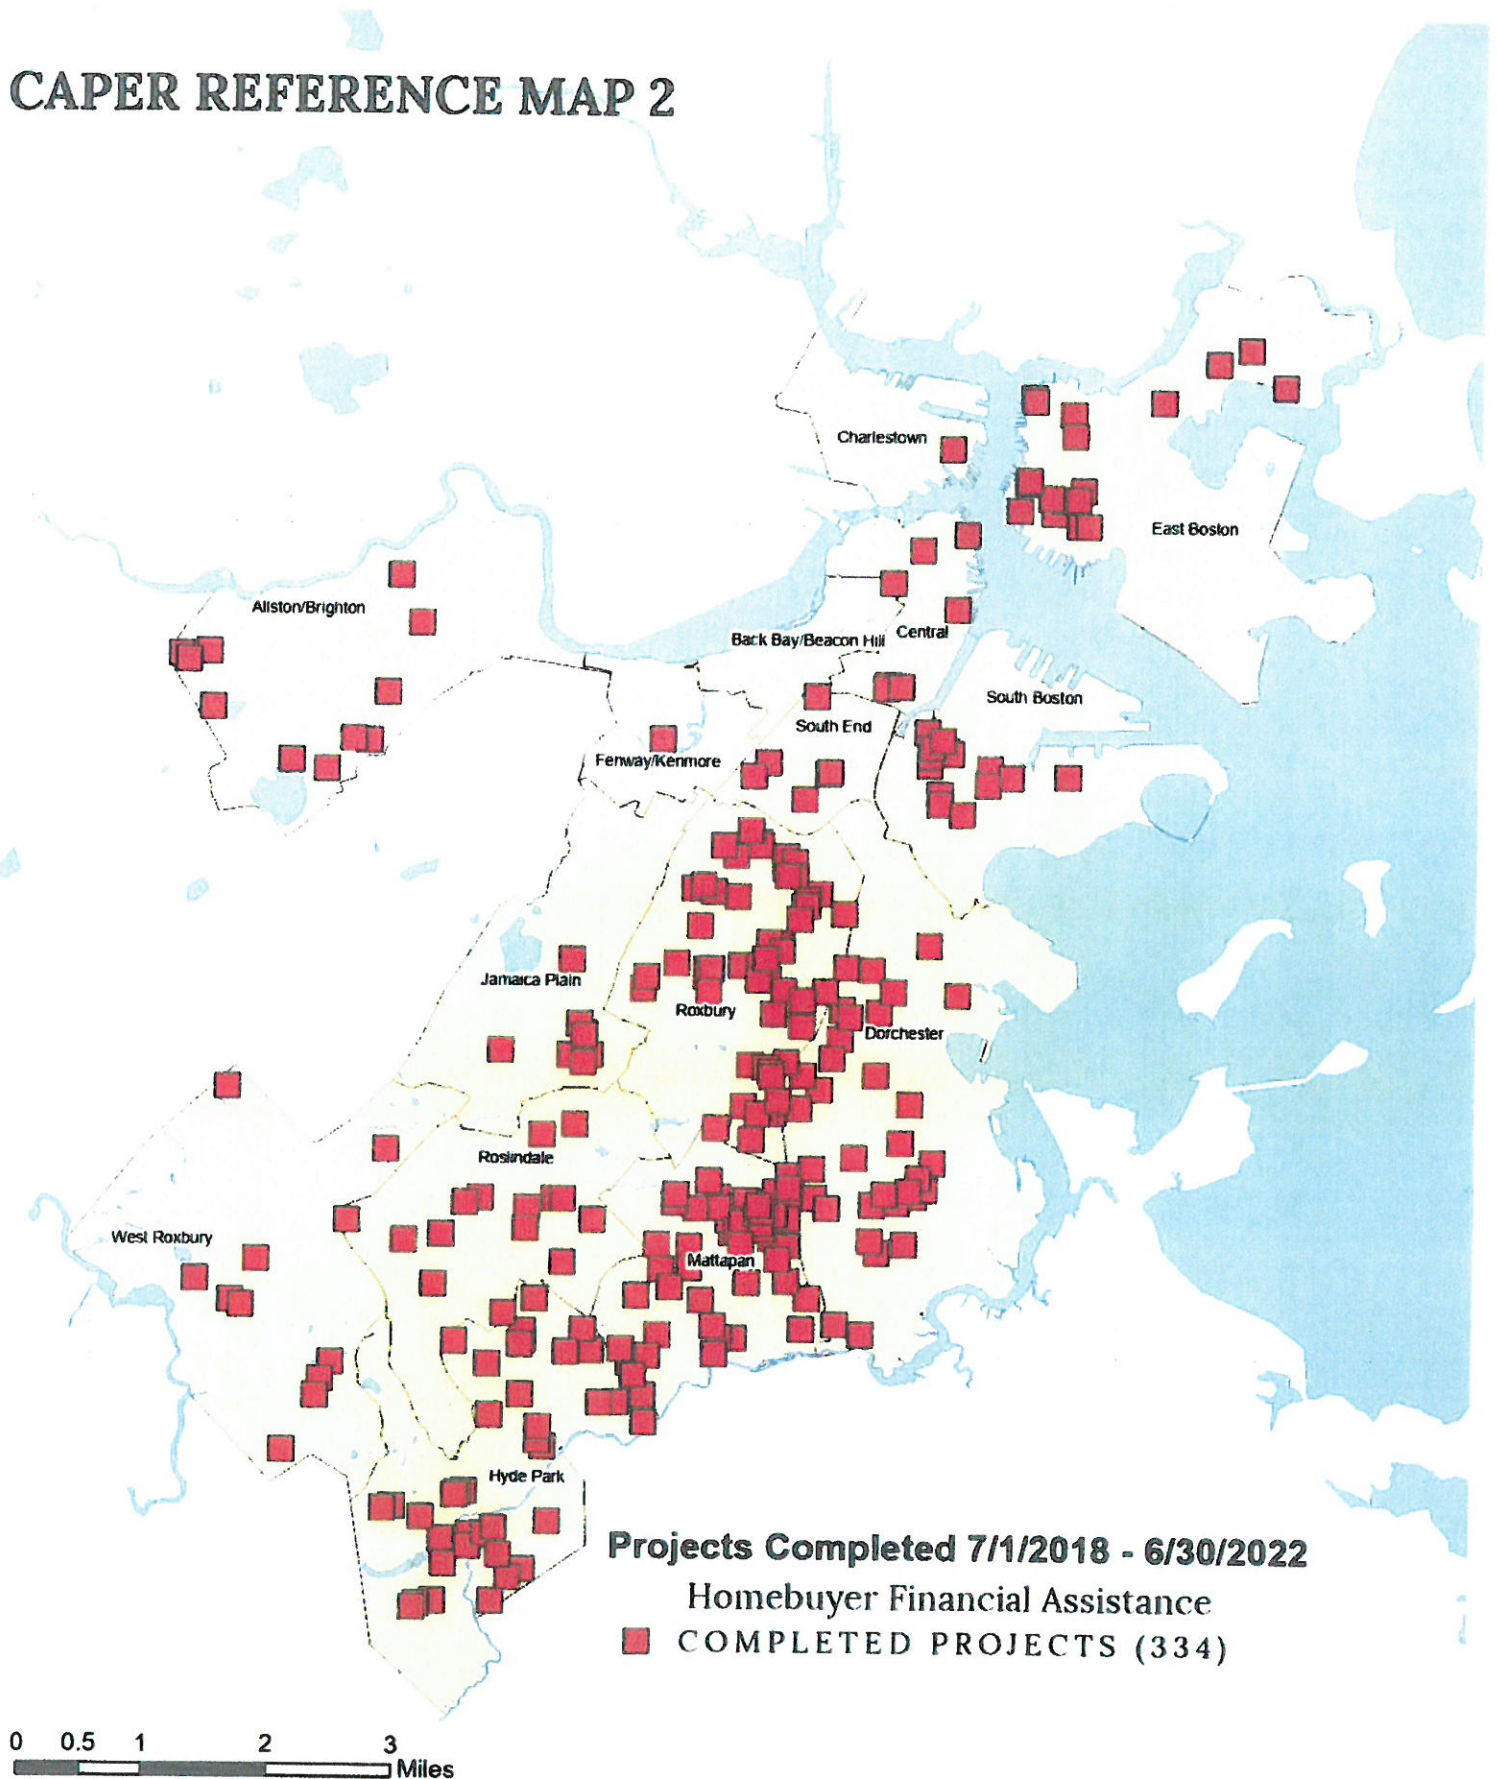 CAPER REFERENCE MAP 2
Charlestown
East Boston
Allston/Brighton
Back Bay/Beacon Hill
Central
South Boston
South End
Fenway/Kenmore
Jamaica Plain
Roxbury
Dorchester
Roslindale
West Roxbury
Mattapan
Hyde Park
Projects Completed 7/1/2018 - 6/30/2022
Homebuyer Financial Assistance
COMPLETED PROJECTS (334)
0 0.5 1 2 3
Miles